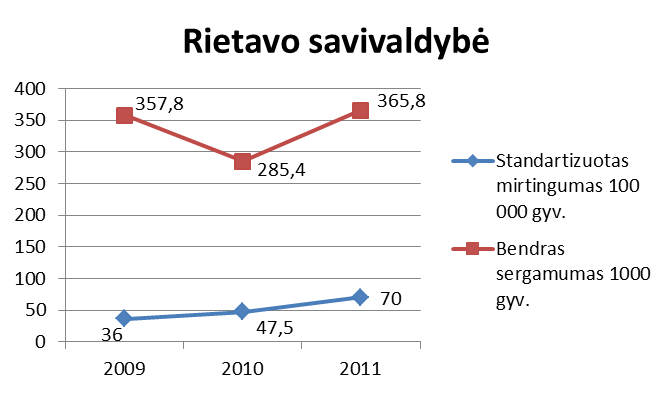 Rietavo savivaldybė
400
350
300
250
200
150
100
50
0
357,8
285,4
365,8
36
47,5
70
2009
2010
2011
Standartizuotas
mirtingumas 100
000 gyv.
Bendras
sergamumas 1000
gyv.